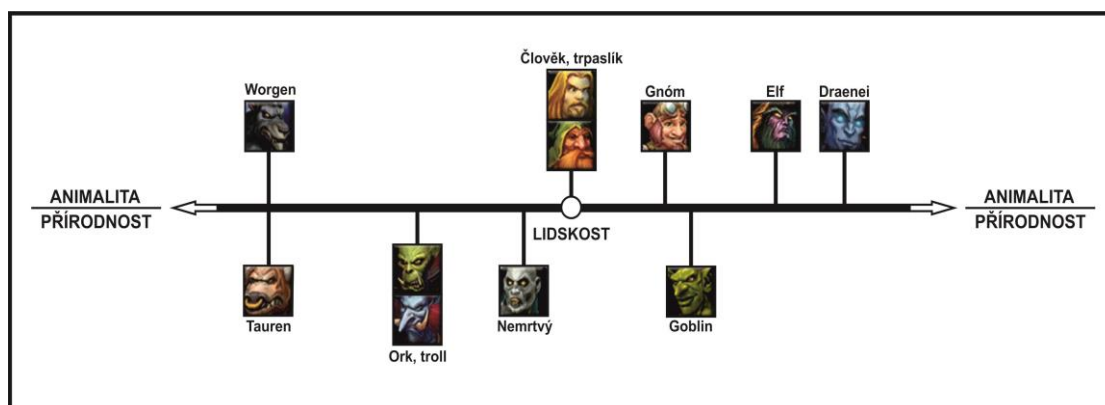 Člověk, trpaslík
Worgen
Gnóm
Elf
Draenei
ANIMALITA
PŘÍRODNOST
LIDSKOST
ANIMALITA
PŘÍRODNOST
Tauren
Ork, troll
Nemrtvý
Goblin